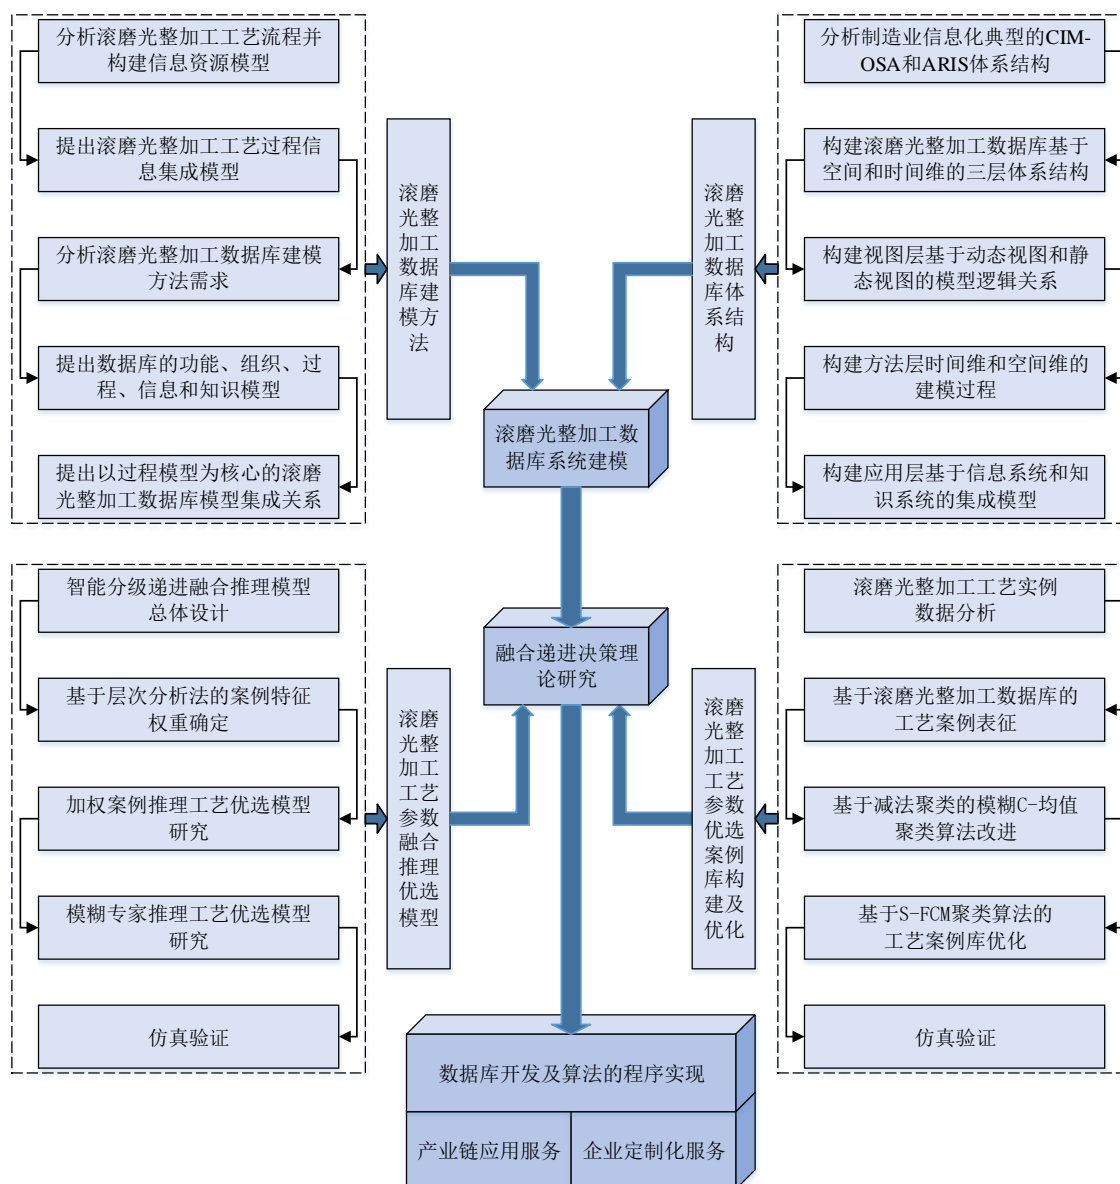 分析滚磨光整加工工艺流程并
构建信息资源模型
提出滚磨光整加工工艺过程信
息集成模型
分析滚磨光整加工数据库建模
方法需求
提出数据库的功能、组织、过
程、信息和知识模型
提出以过程模型为核心的滚磨
光整加工数据库模型集成关系
滚磨
光整
加工
数据
库建
模方
法
分析制造业信息化典型的CIM-
OSA和ARIS体系结构
构建滚磨光整加工数据库基于
空间和时间维的三层体系结构
构建视图层基于动态视图和静
态视图的模型逻辑关系
构建方法层时间维和空间维的
建模过程
构建应用层基于信息系统和知
识系统的集成模型
滚磨
光整
加工
数据
库体
系结
构
滚磨光整加工数
据库系统建模
智能分级递进融合推理模型
总体设计
基于层次分析法的案例特征
权重确定
加权案例推理工艺优选模型
研究
模糊专家推理工艺优选模型
研究
仿真验证
滚磨
光整
加工
工艺
参数
融合
推理
优选
模型
融合递进决策理
论研究
滚磨光整加工工艺实例
数据分析
基于滚磨光整加工数据库的
工艺案例表征
基于减法聚类的模糊C-均值
聚类算法改进
基于S-FCM聚类算法的
工艺案例库优化
仿真验证
滚磨
光整
加工
工艺
参数
优选
案例
库构
建及
优化
数据库开发及算法的程序实现
产业链应用服务
企业定制化服务